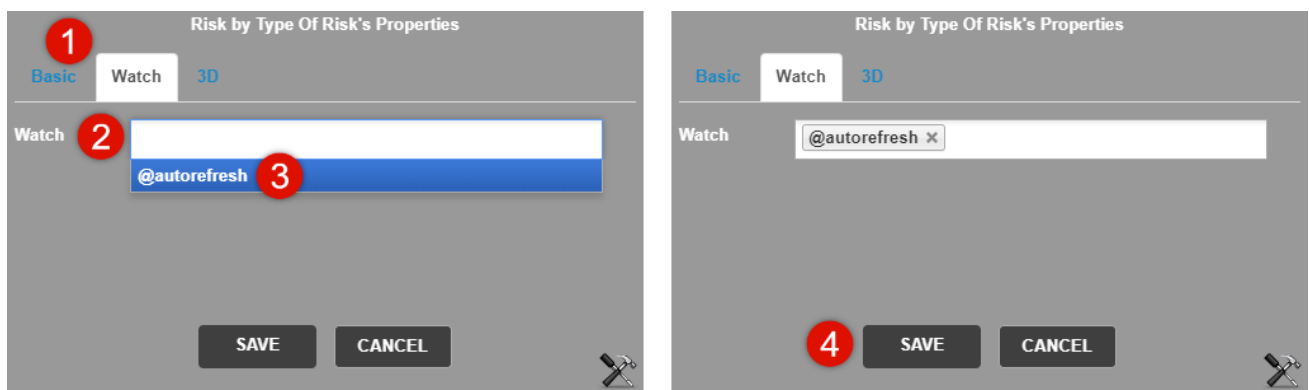 Risk by Type Of Risk's Properties
1
Basic Watch 3D
Watch 2
@autorefresh 3
SAVE CANCEL
Risk by Type Of Risk's Properties
Basic Watch 3D
Watch @autorefresh ×
4 SAVE CANCEL